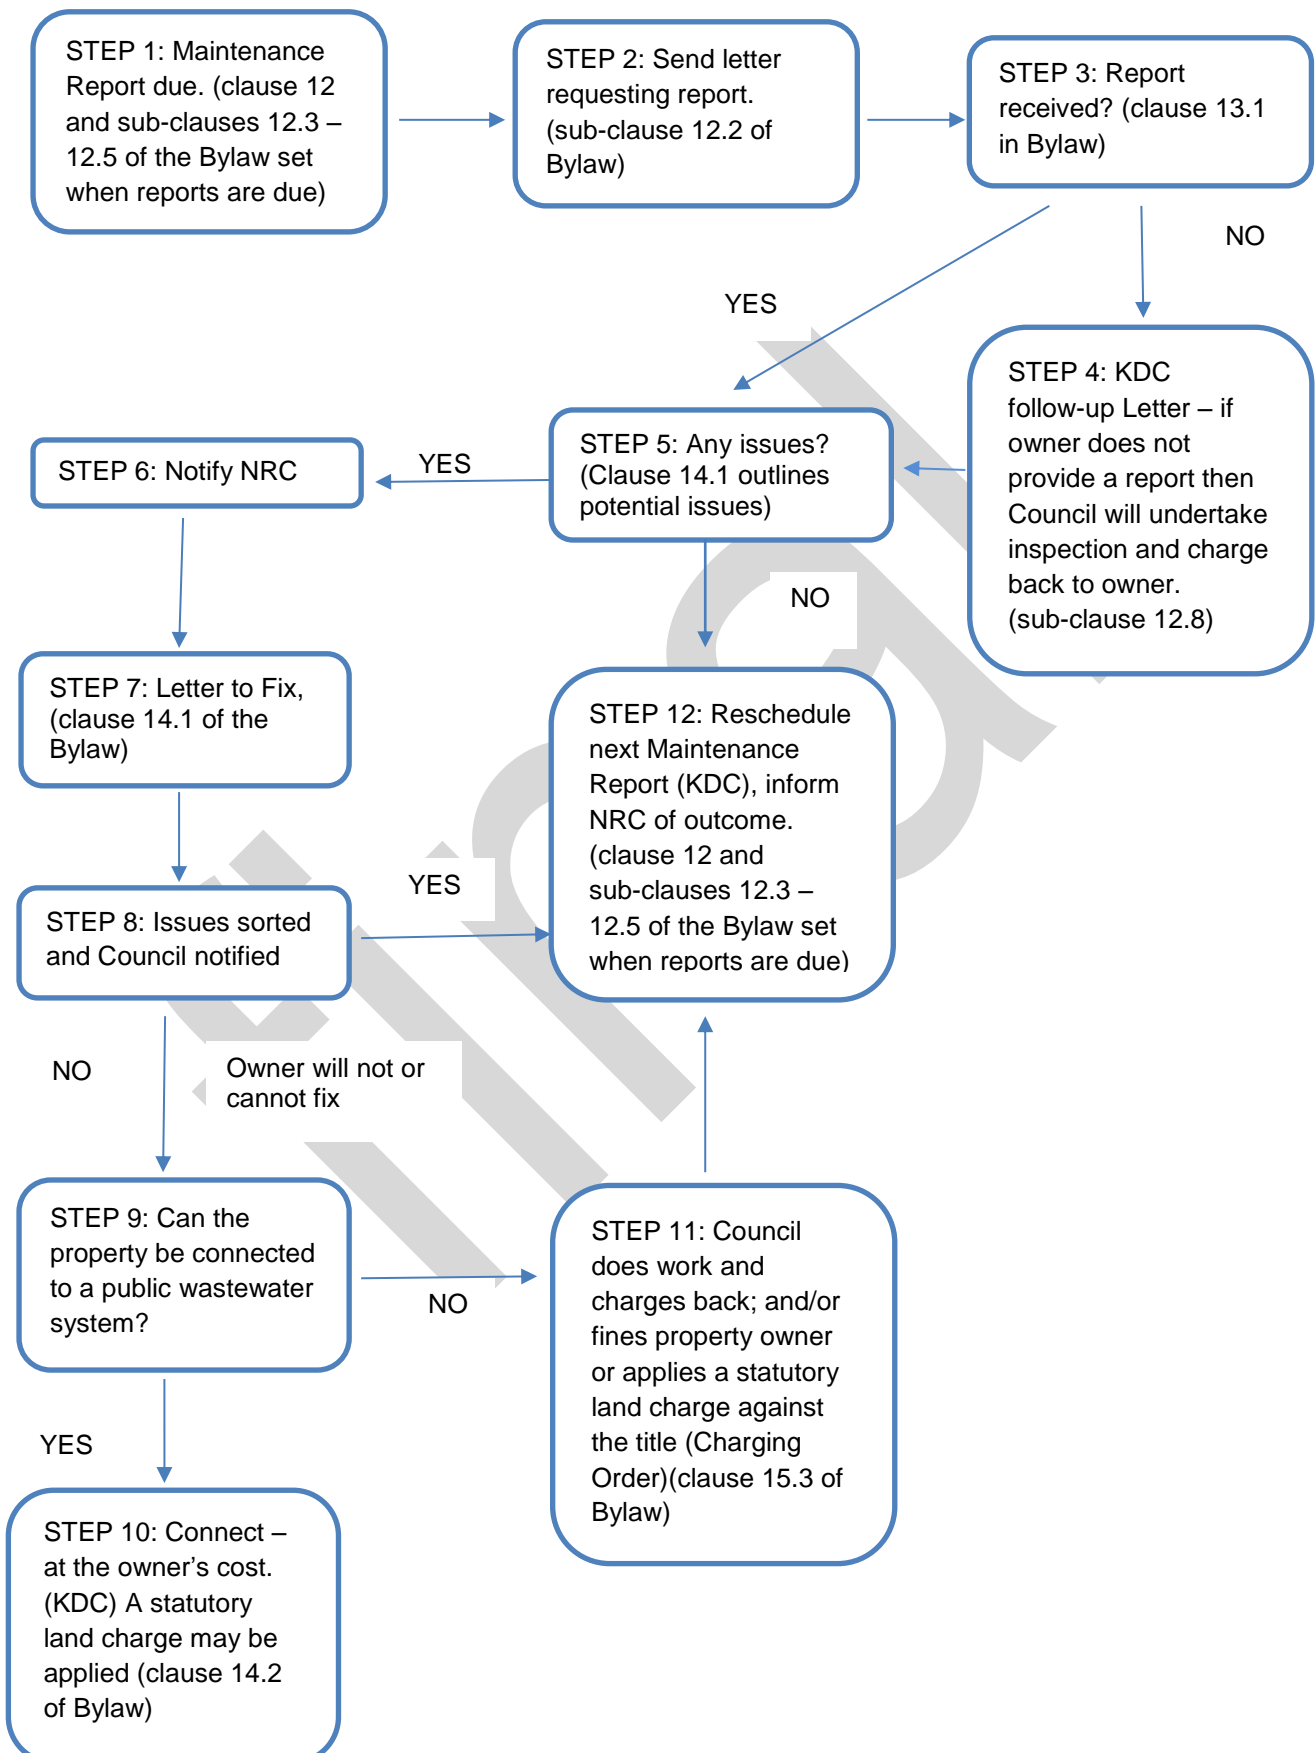 STEP 1: Maintenance
Report due. (clause 12
and sub-clauses 12.3 –
12.5 of the Bylaw set
when reports are due)
STEP 2: Send letter
requesting report.
(sub-clause 12.2 of
Bylaw)
STEP 3: Report
received? (clause 13.1
in Bylaw)
NO
YES
STEP 4: KDC
follow-up Letter – if
owner does not
provide a report then
Council will undertake
inspection and charge
back to owner.
(sub-clause 12.8)
STEP 5: Any issues?
(Clause 14.1 outlines
potential issues)
YES
STEP 6: Notify NRC
NO
STEP 7: Letter to Fix,
(clause 14.1 of the
Bylaw)
STEP 12: Reschedule
next Maintenance
Report (KDC), inform
NRC of outcome.
(clause 12 and
sub-clauses 12.3 –
12.5 of the Bylaw set
when reports are due)
YES
STEP 8: Issues sorted
and Council notified
NO
Owner will not or
cannot fix
STEP 9: Can the
property be connected
to a public wastewater
system?
NO
STEP 11: Council
does work and
charges back; and/or
fines property owner
or applies a statutory
land charge against
the title (Charging
Order)(clause 15.3 of
Bylaw)
YES
STEP 10: Connect –
at the owner’s cost.
(KDC) A statutory
land charge may be
applied (clause 14.2
of Bylaw)